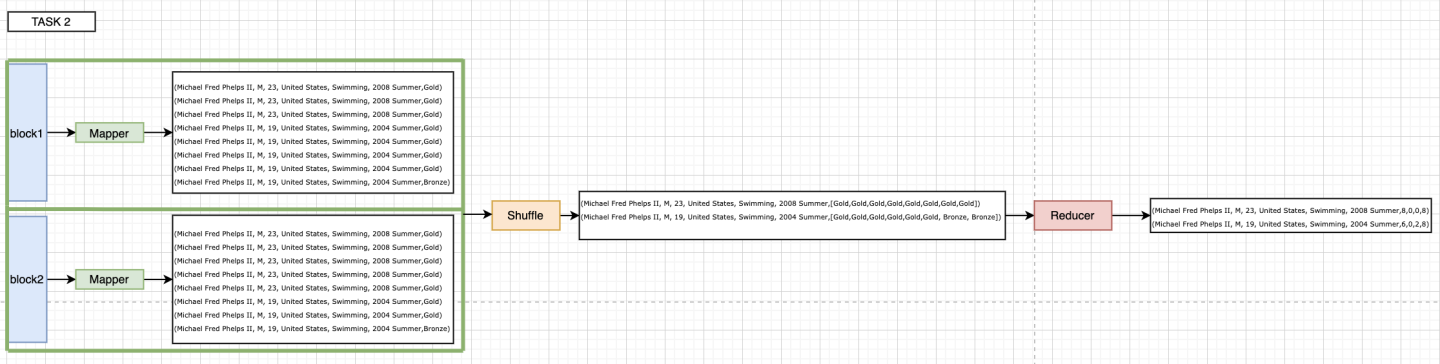 TASK 2
block1
Mapper
(Michael Fred Phelps II, M, 23, United States, Swimming, 2008 Summer,Gold)
(Michael Fred Phelps II, M, 23, United States, Swimming, 2008 Summer,Gold)
(Michael Fred Phelps II, M, 23, United States, Swimming, 2008 Summer,Gold)
(Michael Fred Phelps II, M, 19, United States, Swimming, 2004 Summer,Gold)
(Michael Fred Phelps II, M, 19, United States, Swimming, 2004 Summer,Gold)
(Michael Fred Phelps II, M, 19, United States, Swimming, 2004 Summer,Gold)
(Michael Fred Phelps II, M, 19, United States, Swimming, 2004 Summer,Gold)
(Michael Fred Phelps II, M, 19, United States, Swimming, 2004 Summer,Bronze)
block2
Mapper
(Michael Fred Phelps II, M, 23, United States, Swimming, 2008 Summer,Gold)
(Michael Fred Phelps II, M, 23, United States, Swimming, 2008 Summer,Gold)
(Michael Fred Phelps II, M, 23, United States, Swimming, 2008 Summer,Gold)
(Michael Fred Phelps II, M, 23, United States, Swimming, 2008 Summer,Gold)
(Michael Fred Phelps II, M, 19, United States, Swimming, 2004 Summer,Gold)
(Michael Fred Phelps II, M, 19, United States, Swimming, 2004 Summer,Gold)
(Michael Fred Phelps II, M, 19, United States, Swimming, 2004 Summer,Bronze)
Shuffle
(Michael Fred Phelps II, M, 23, United States, Swimming, 2008 Summer,[Gold,Gold,Gold,Gold,Gold,Gold,Gold,Gold])
(Michael Fred Phelps II, M, 19, United States, Swimming, 2004 Summer,[Gold,Gold,Gold,Gold,Gold,Gold, Bronze, Bronze])
Reducer
(Michael Fred Phelps II, M, 23, United States, Swimming, 2008 Summer,8,0,0,8)
(Michael Fred Phelps II, M, 19, United States, Swimming, 2004 Summer,6,0,2,8)